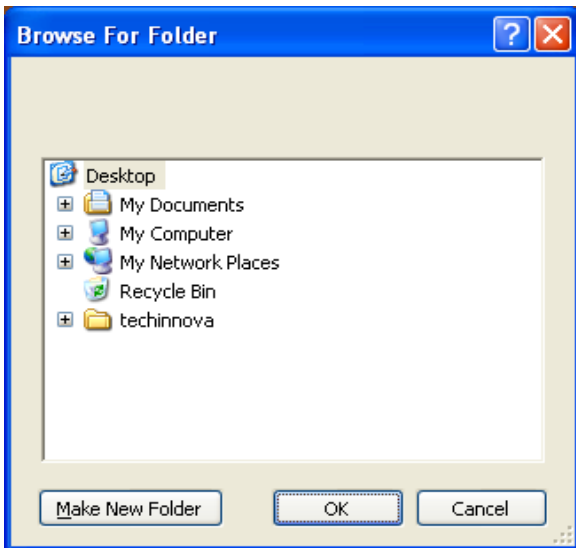 Browse For Folder
Desktop
My Documents
My Computer
My Network Places
Recycle Bin
techinnova
Make New Folder OK Cancel